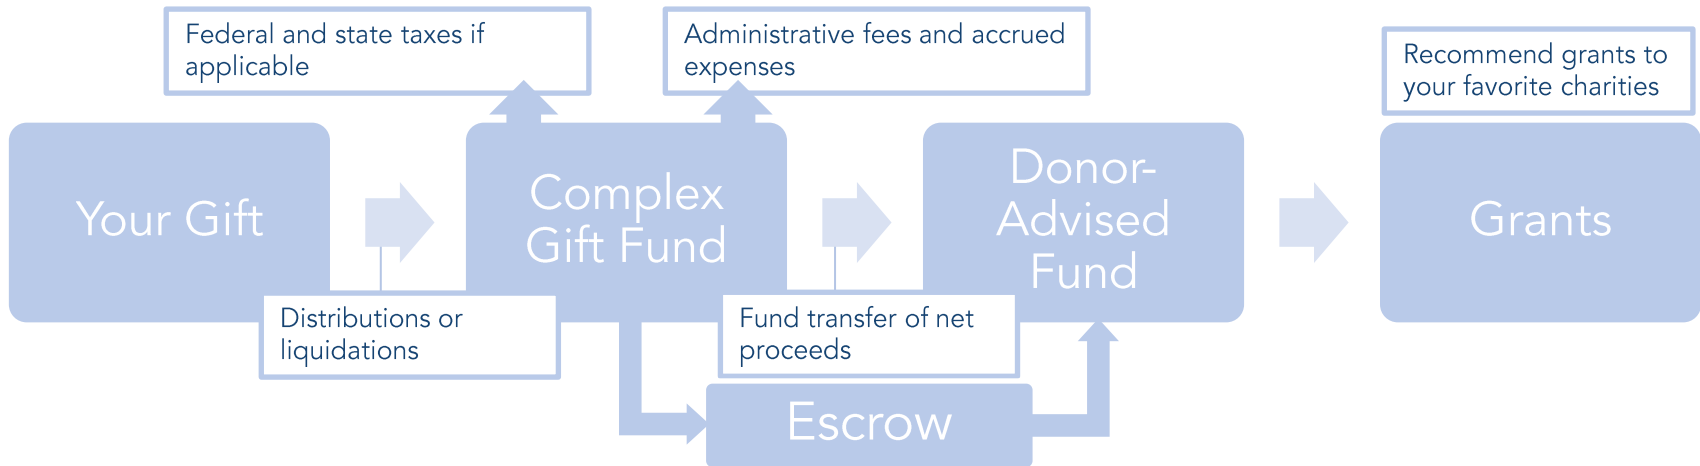 Federal and state taxes if
applicable
Administrative fees and accrued
expenses
Recommend grants to
your favorite charities
Your Gift
Complex
Gift Fund
Donor-
Advised
Fund
Grants
Distributions or
liquidations
Fund transfer of net
proceeds
Escrow